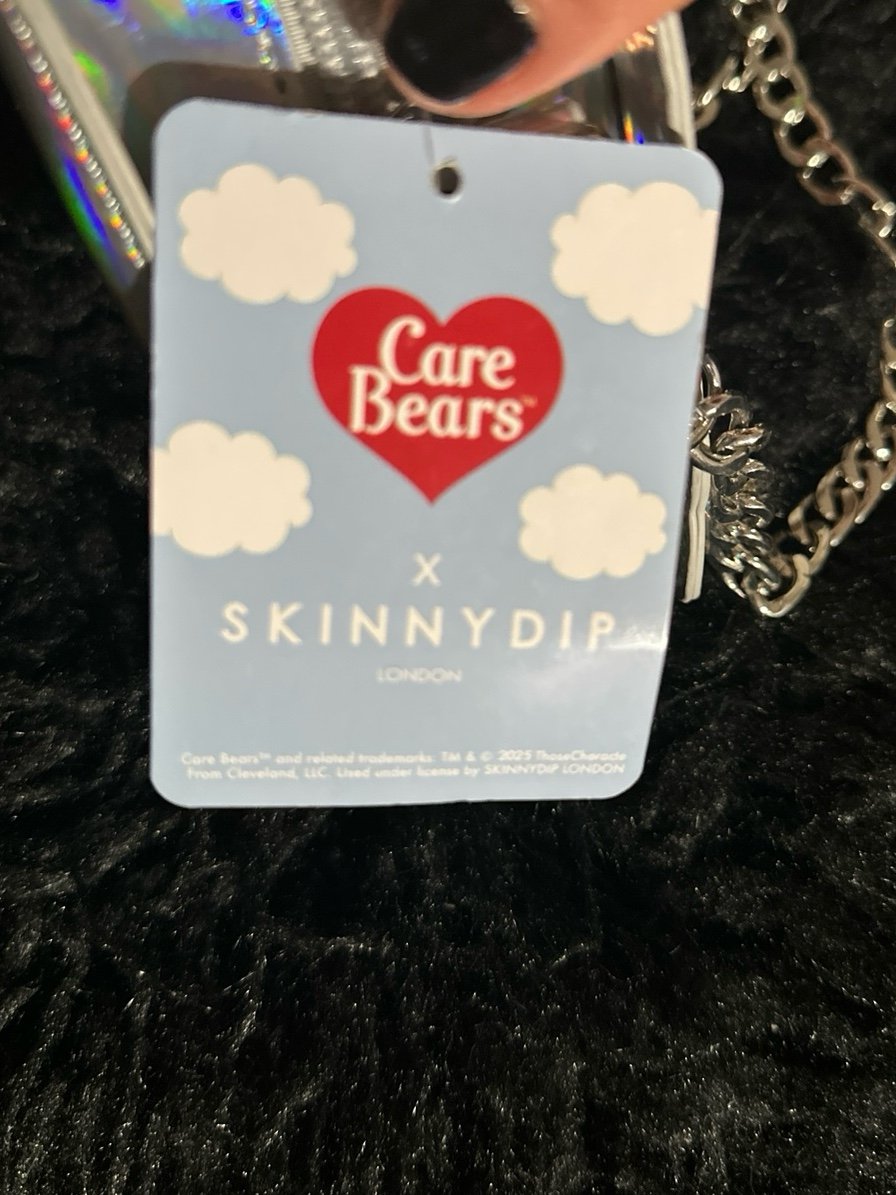 Care
Bears™
X
SKINNYDIP
LONDON
Care Bears™ and related trademarks TM & © 2025 ThoseCharacte
From Cleveland, LLC. Used under license by SKINNYDIP LONDON